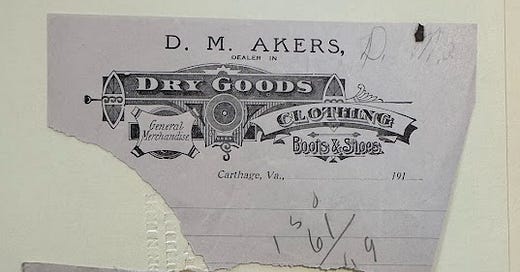 D. M. AKERS,
DEALER IN
DRY GOODS
CLOTHING
General
Merchandise
Boots & Shoes.
Carthage, Va., 191